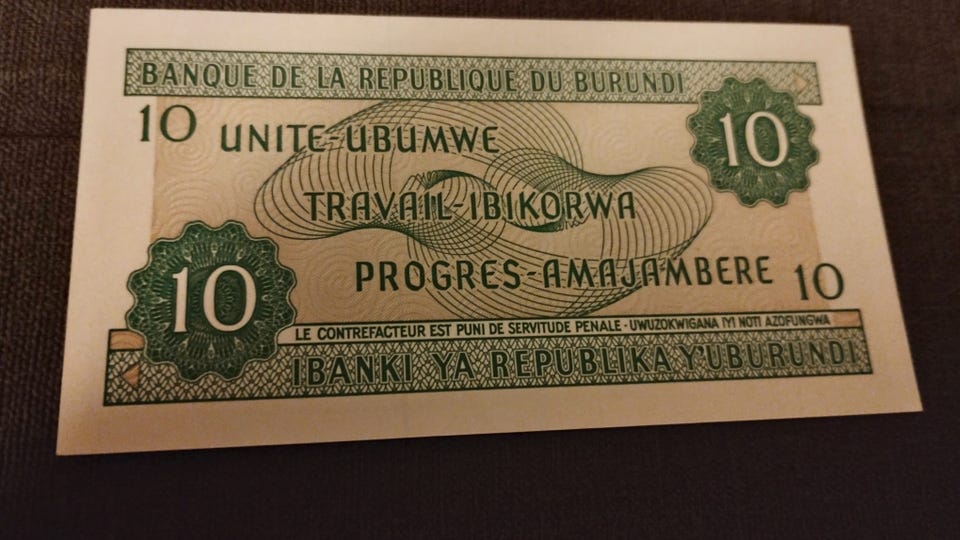 BANQUE DE LA REPUBLIQUE DU BURUNDI
10
10
UNITE-UBUMWE
TRAVAIL-IBIKORWA
PROGRES-AMAJAMBERE
10
10
LE CONTREFACTEUR EST PUNI DE SERVITUDE PENALE - UWUZOKWIGANA IYI NOTI AZOFUNGWA
IBANKI YA REPUBLIKA Y'UBURUNDI